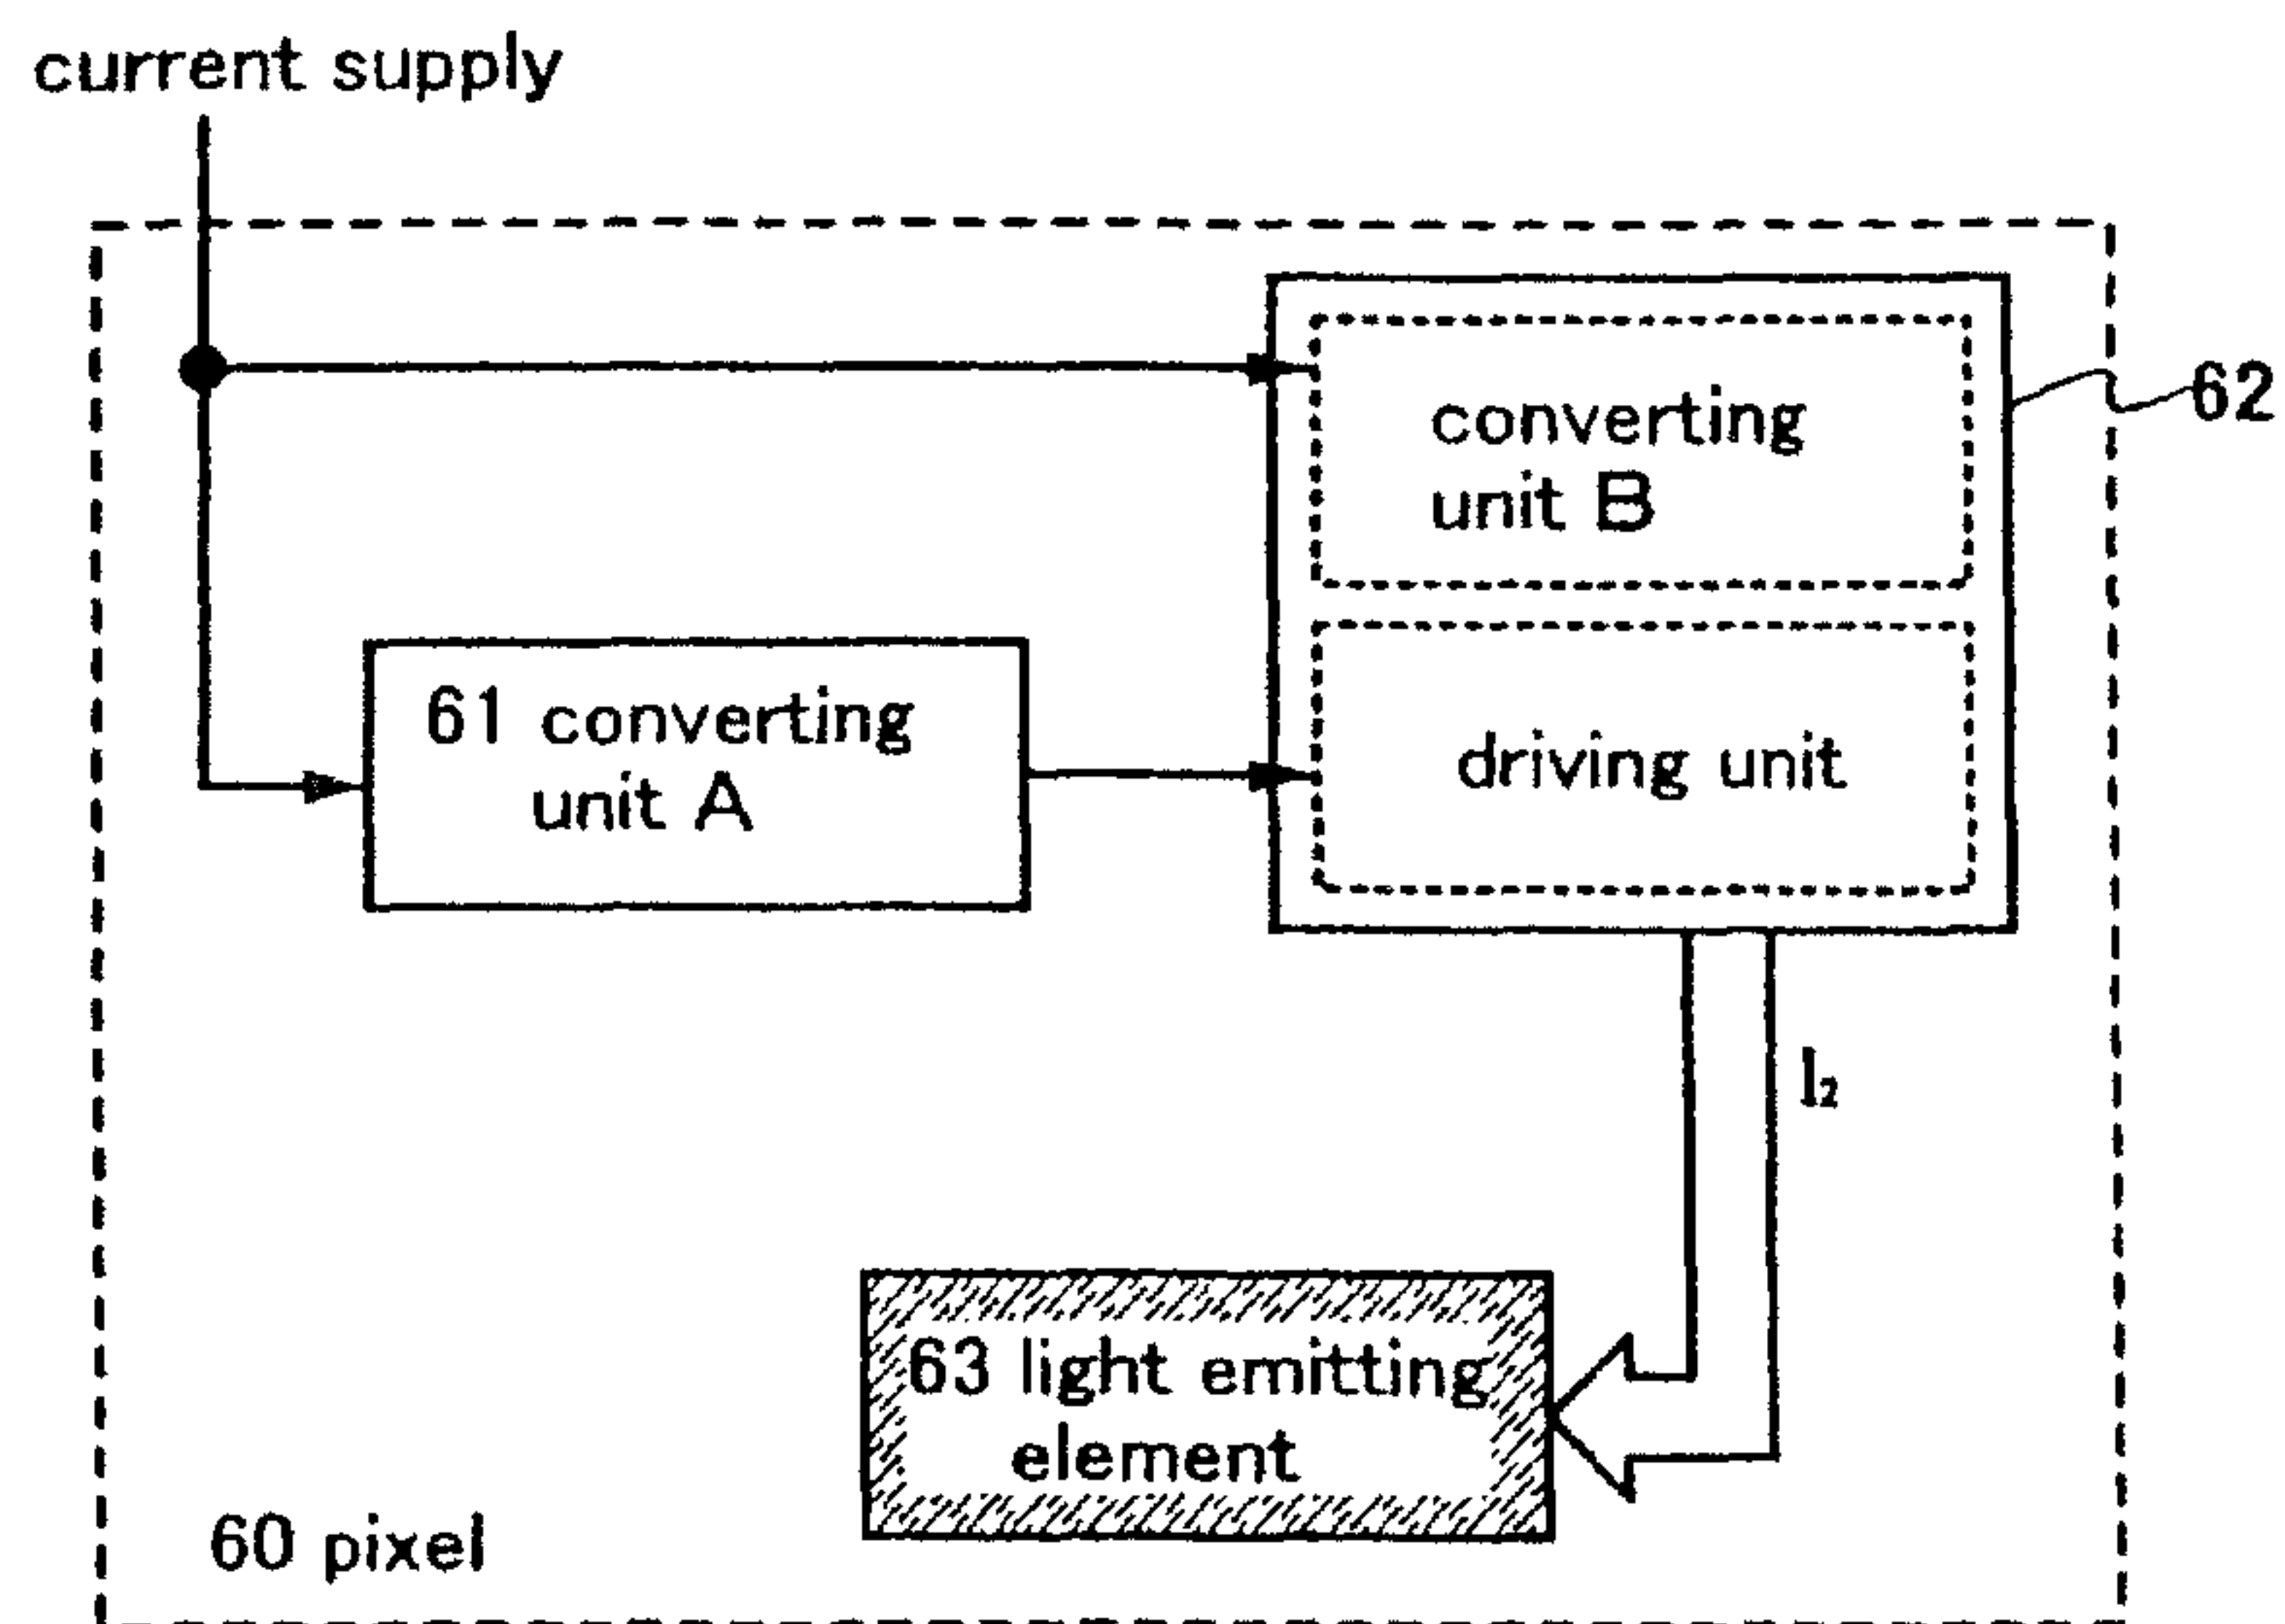 current supply
converting
unit B
62
61 converting
unit A
driving unit
I₂
63 light emitting
element
60 pixel